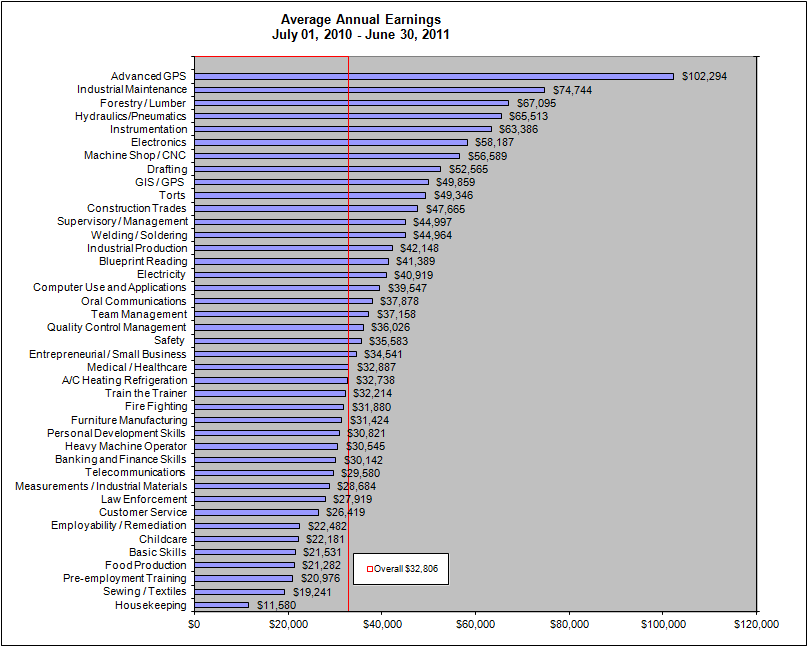 Average Annual Earnings
July 01, 2010 - June 30, 2011
Advanced GPS $102,294
Industrial Maintenance $74,744
Forestry / Lumber $67,095
Hydraulics/Pneumatics $65,513
Instrumentation $63,386
Electronics $58,187
Machine Shop / CNC $56,589
Drafting $52,565
GIS / GPS $49,859
Torts $49,346
Construction Trades $47,665
Supervisory / Management $44,997
Welding / Soldering $44,964
Industrial Production $42,148
Blueprint Reading $41,389
Electricity $40,919
Computer Use and Applications $39,547
Oral Communications $37,878
Team Management $37,158
Quality Control Management $36,026
Safety $35,583
Entrepreneurial / Small Business $34,541
Medical / Healthcare $32,887
A/C Heating Refrigeration $32,738
Train the Trainer $32,214
Fire Fighting $31,880
Furniture Manufacturing $31,424
Personal Development Skills $30,821
Heavy Machine Operator $30,545
Banking and Finance Skills $30,142
Telecommunications $29,580
Measurements / Industrial Materials $28,684
Law Enforcement $27,919
Customer Service $26,419
Employability / Remediation $22,482
Childcare $22,181
Basic Skills $21,531
Food Production $21,282
Overall $32,806
Pre-employment Training $20,976
Sewing / Textiles $19,241
Housekeeping $11,580
$0 $20,000 $40,000 $60,000 $80,000 $100,000 $120,000